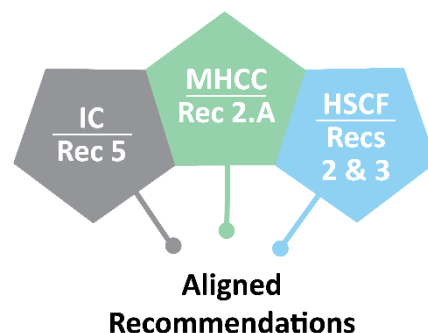 IC
Rec 5
MHCC
Rec 2.A
HSCF
Recs
2 & 3
Aligned
Recommendations